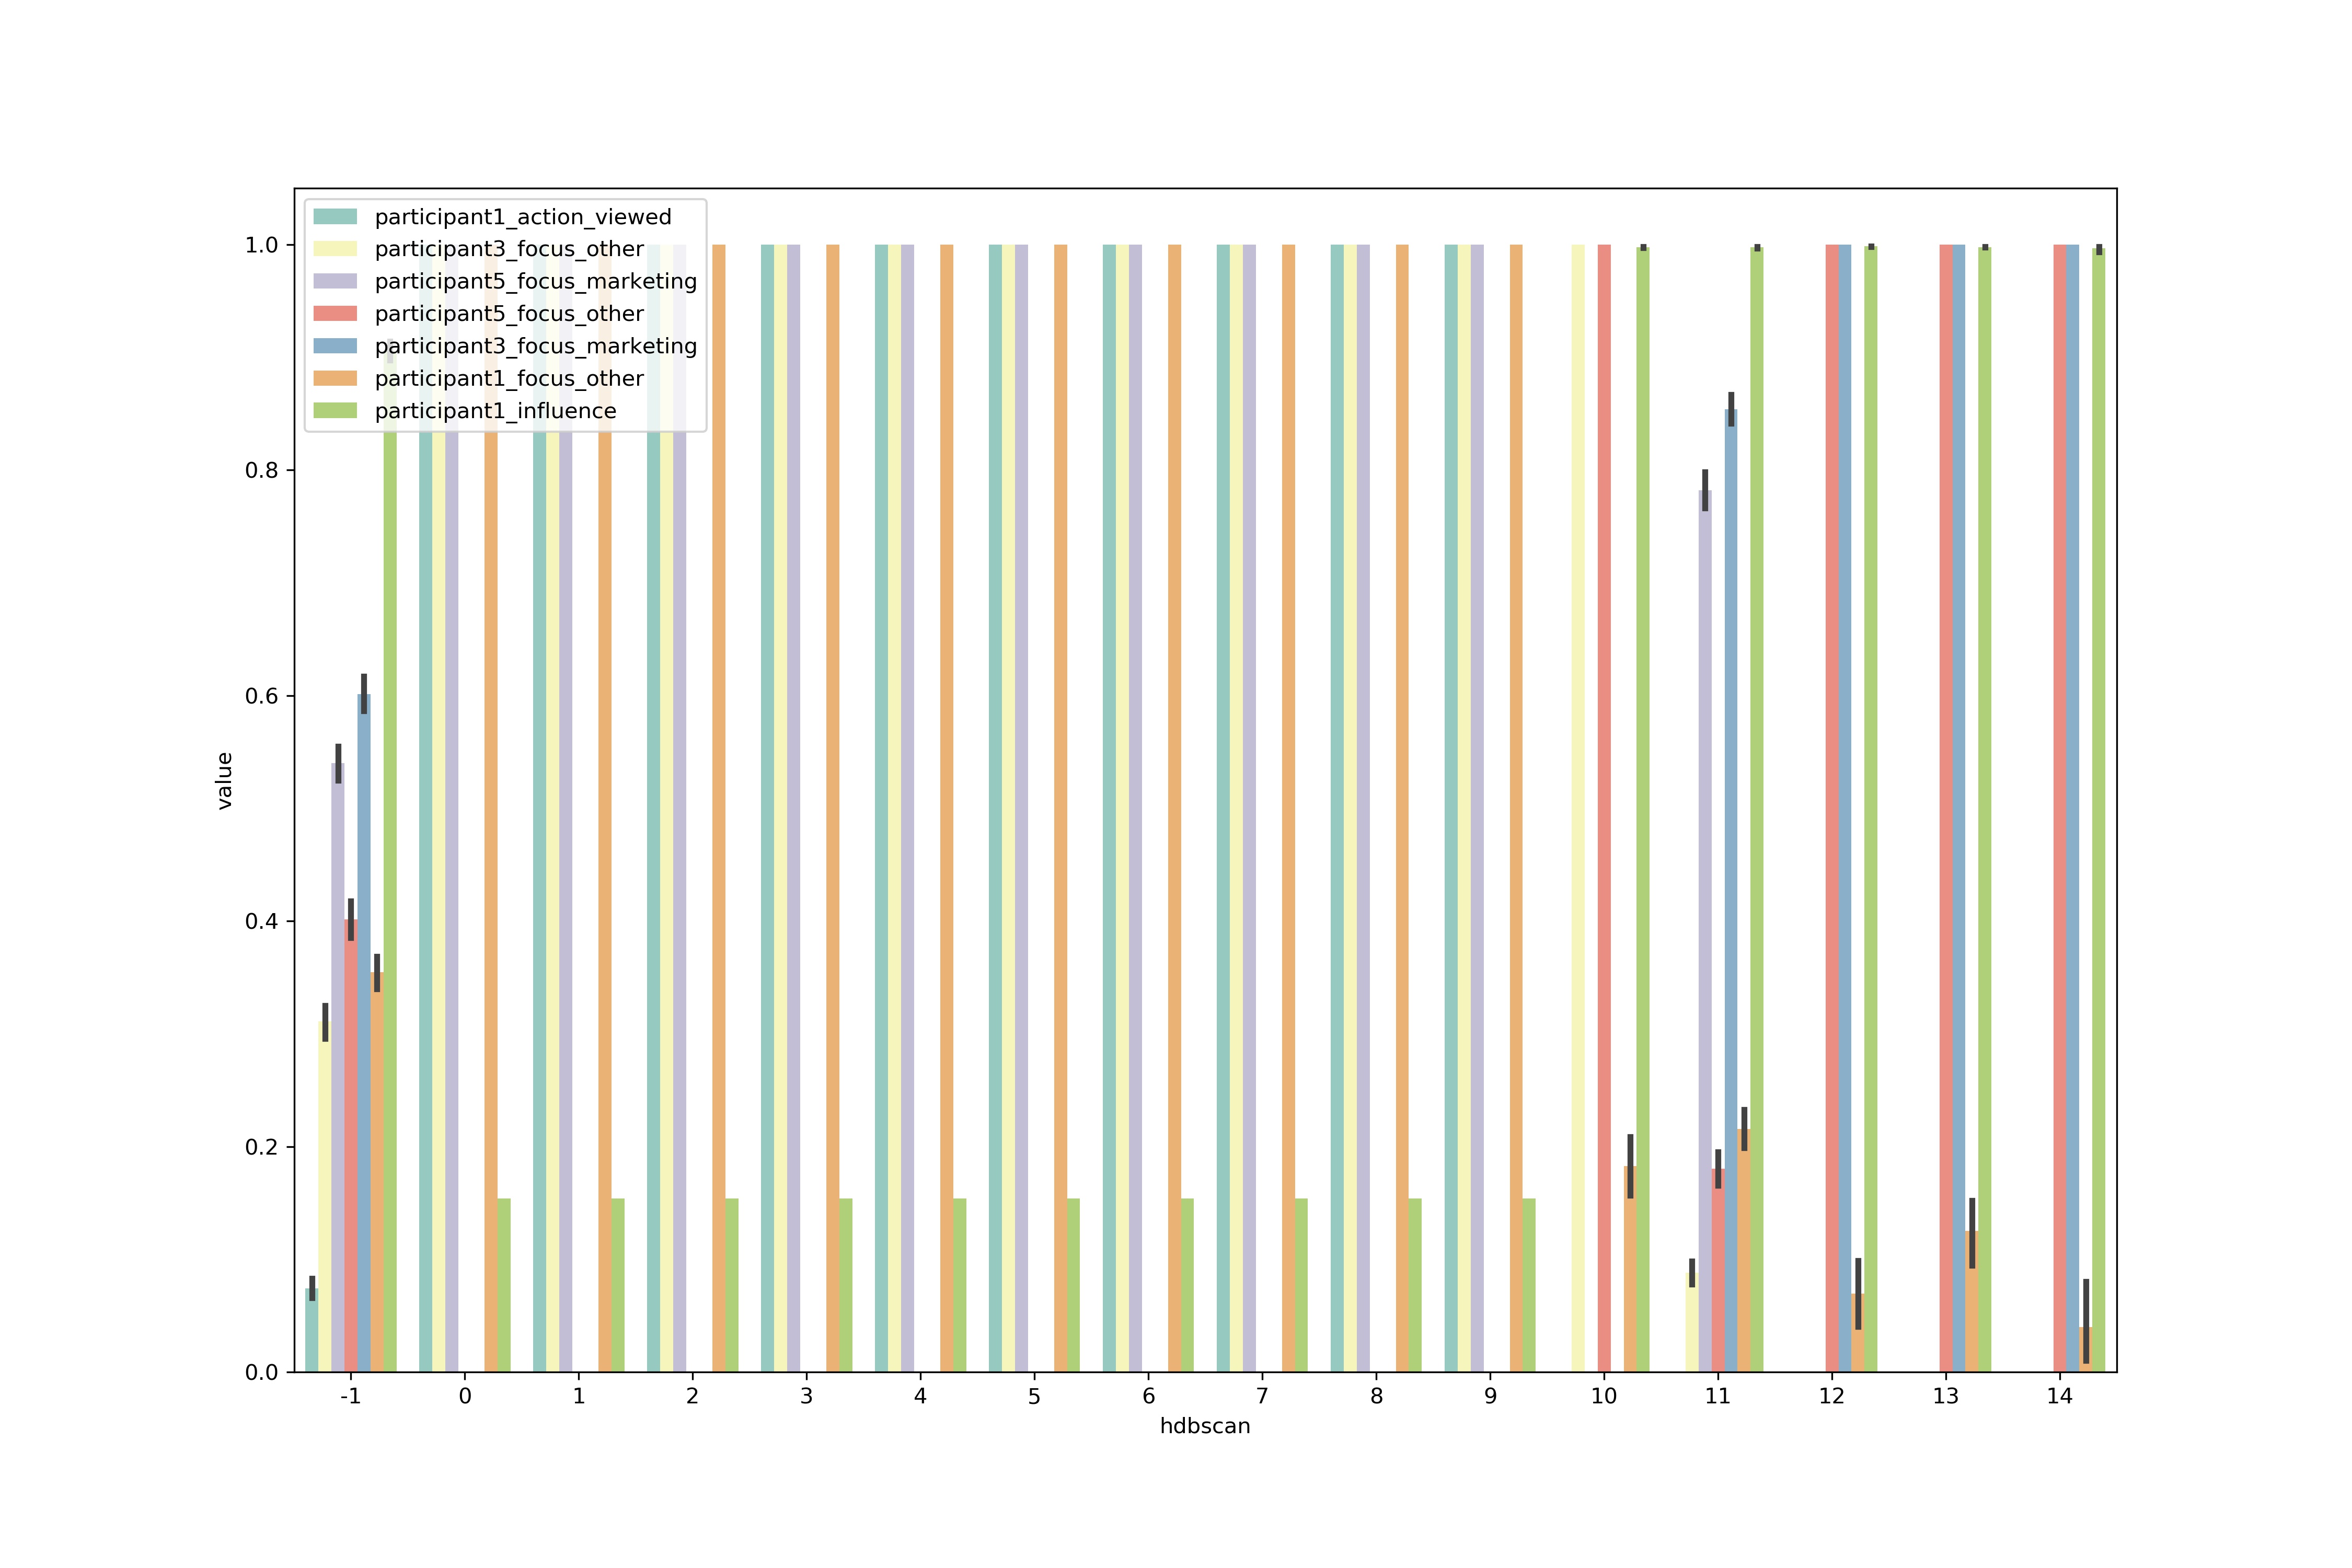 participant1_action_viewed
participant3_focus_other
participant5_focus_marketing
participant5_focus_other
participant3_focus_marketing
participant1_focus_other
participant1_influence
1.0
0.8
0.6
0.4
0.2
0.0
value
-1 0 1 2 3 4 5 6 7 8 9 10 11 12 13 14
hdbscan